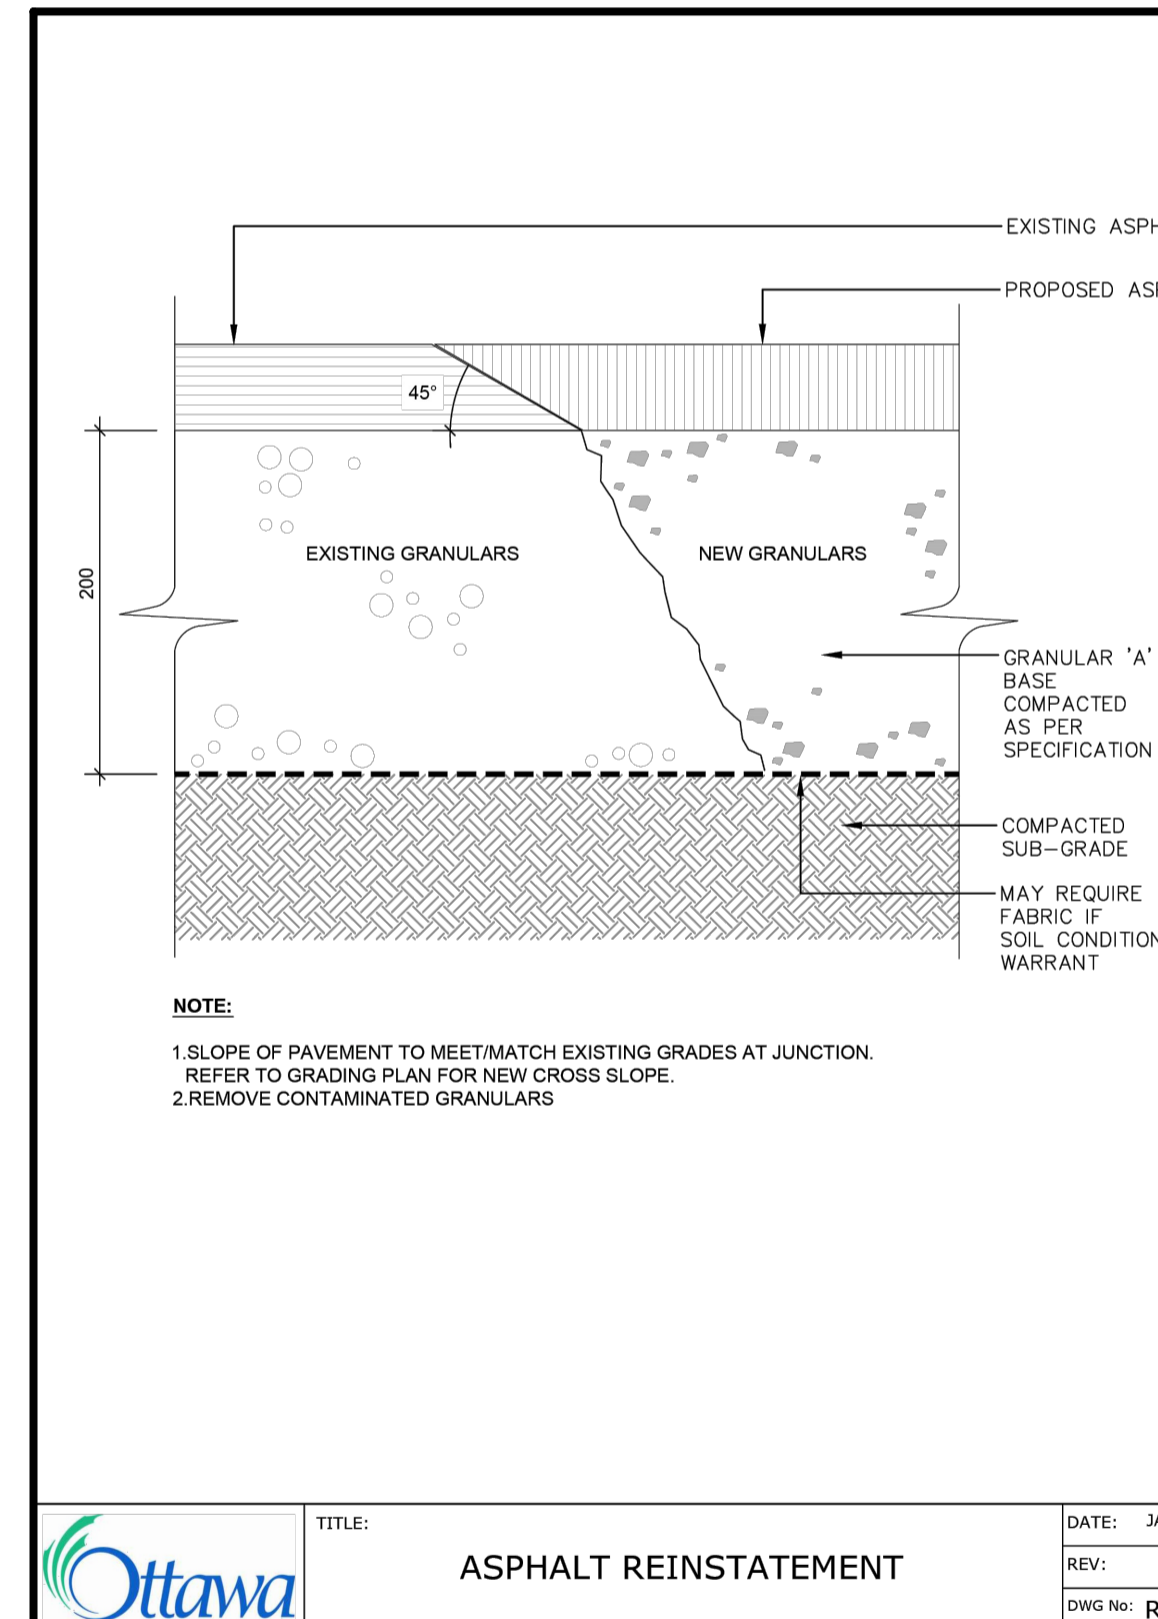 EXISTING
PROPOSED
45°
EXISTING GRANULARS
NEW GRANULARS
200
GRANULAR 'A'
BASE
COMPACTED
AS PER
SPECIFICATION
COMPACTED
SUB-GRADE
MAY REQUIRE
FABRIC IF
SOIL
WARRANT
NOTE:
1.SLOPE OF PAVEMENT TO MEET/MATCH EXISTING GRADES AT JUNCTION.
REFER TO GRADING PLAN FOR NEW CROSS SLOPE.
2.REMOVE CONTAMINATED GRANULARS
Ottawa
TITLE:
ASPHALT REINSTATEMENT
DATE:
REV:
DWG No: